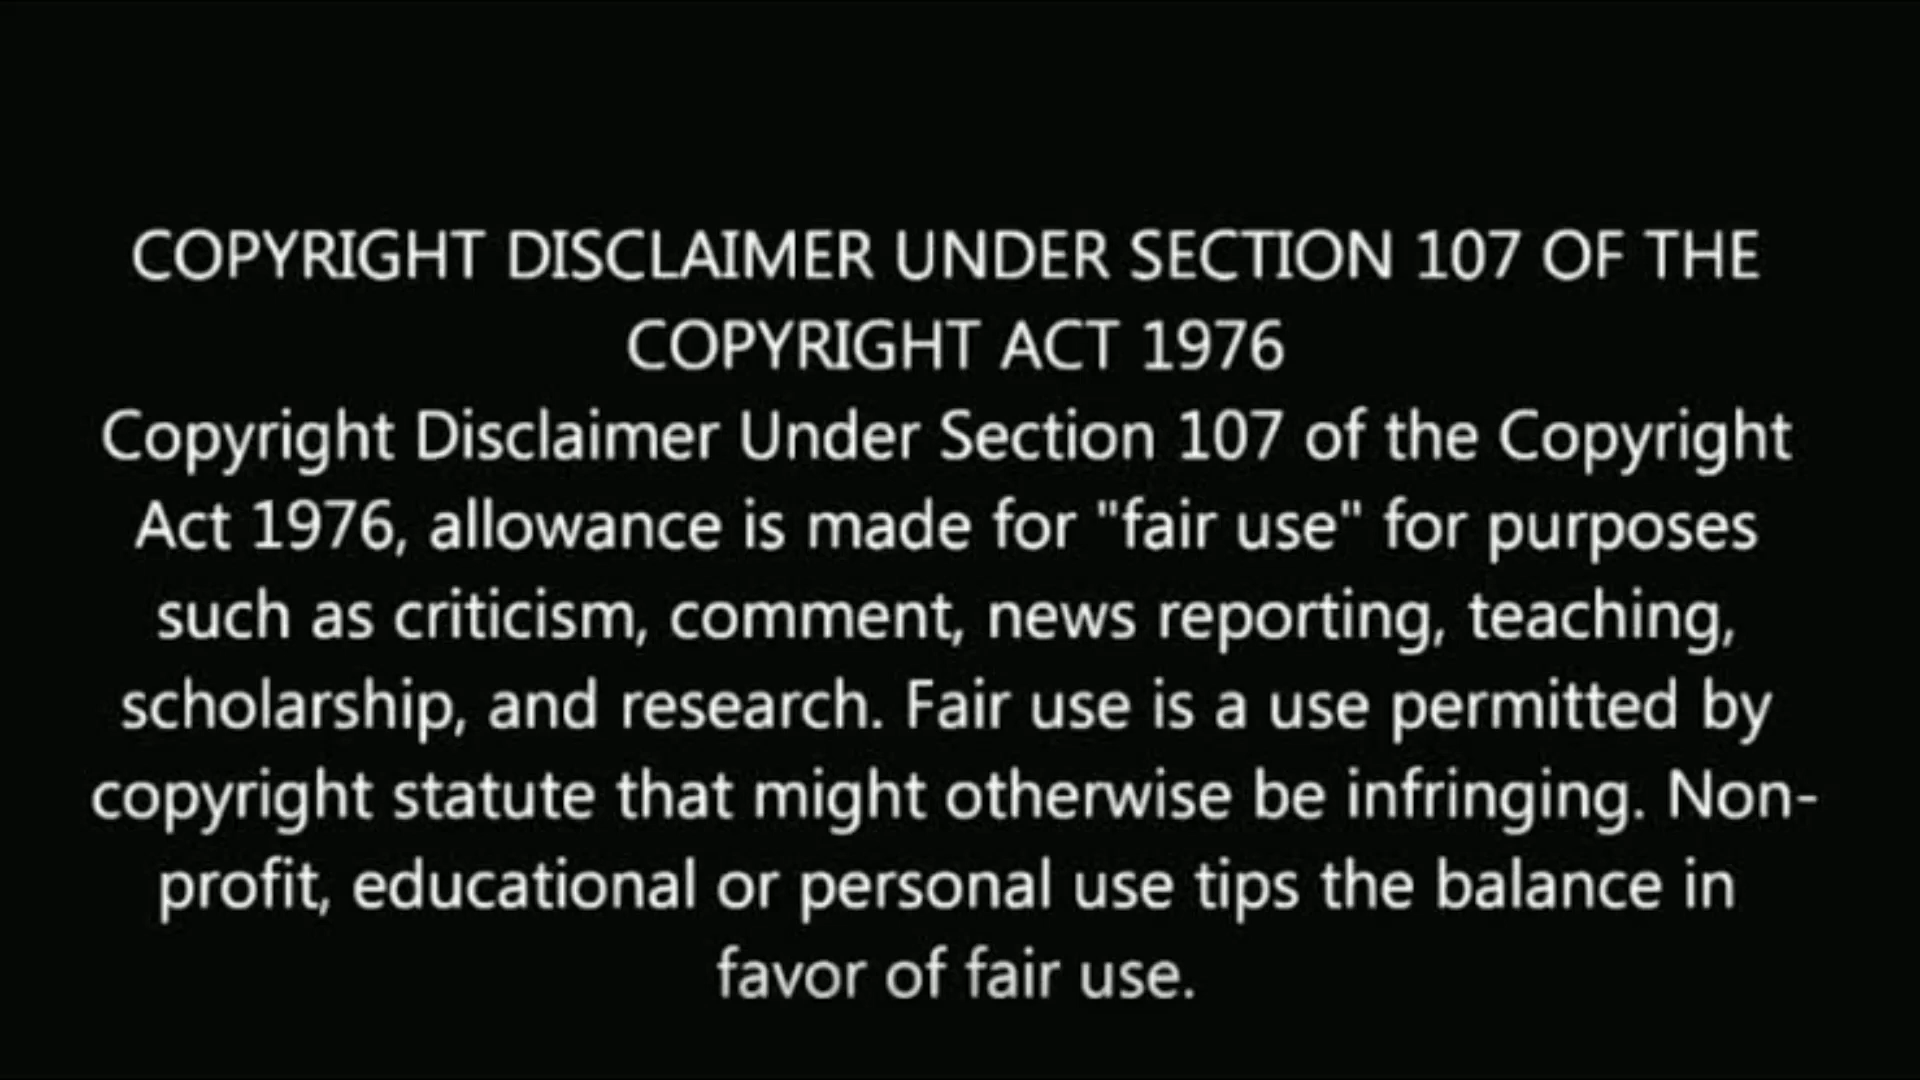 COPYRIGHT DISCLAIMER UNDER SECTION 107 OF THE
COPYRIGHT ACT 1976
Copyright Disclaimer Under Section 107 of the Copyright
Act 1976, allowance is made for "fair use" for purposes
such as criticism, comment, news reporting, teaching,
scholarship, and research. Fair use is a use permitted by
copyright statute that might otherwise be infringing. Non-
profit, educational or personal use tips the balance in
favor of fair use.